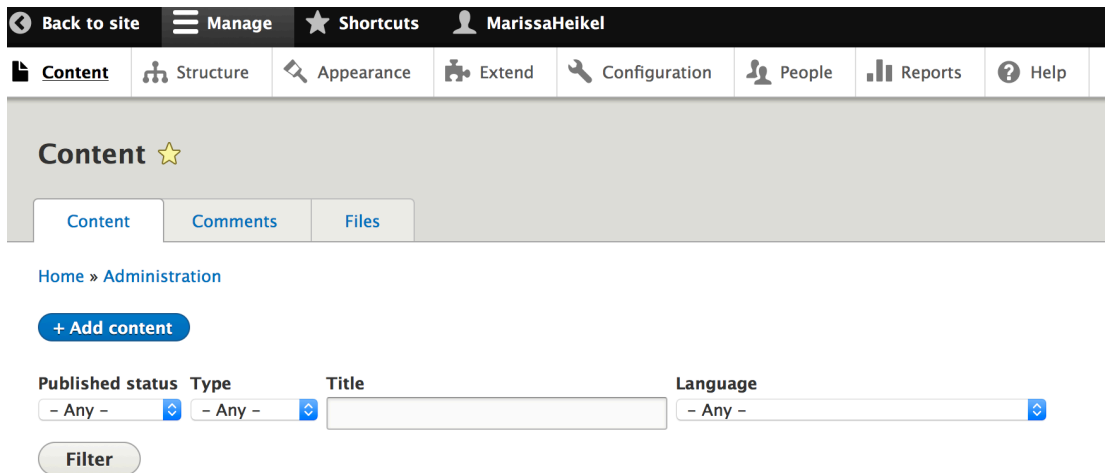 Back to site Manage Shortcuts MarissaHeikel
Content Structure Appearance Extend Configuration People Reports Help
Content
Content Comments Files
Home » Administration
+ Add content
Published status Type Title Language
– Any – – Any – – Any –
Filter